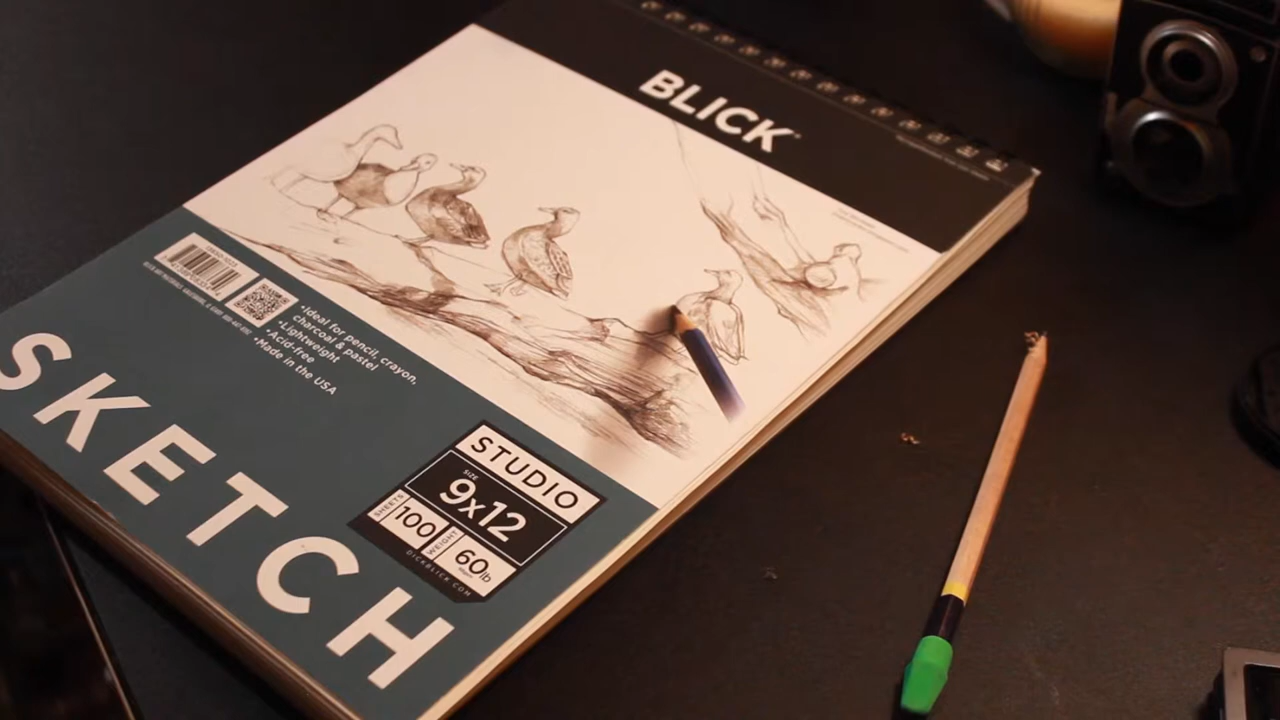 BLICK
•Ideal for pencil, crayon,
charcoal & pastel
•Lightweight
•Acid-free
•Made in the USA
STUDIO
SIZE
9x12
SHEETS
100
WEIGHT
60lb
DICKBLICK.COM
SKETCH